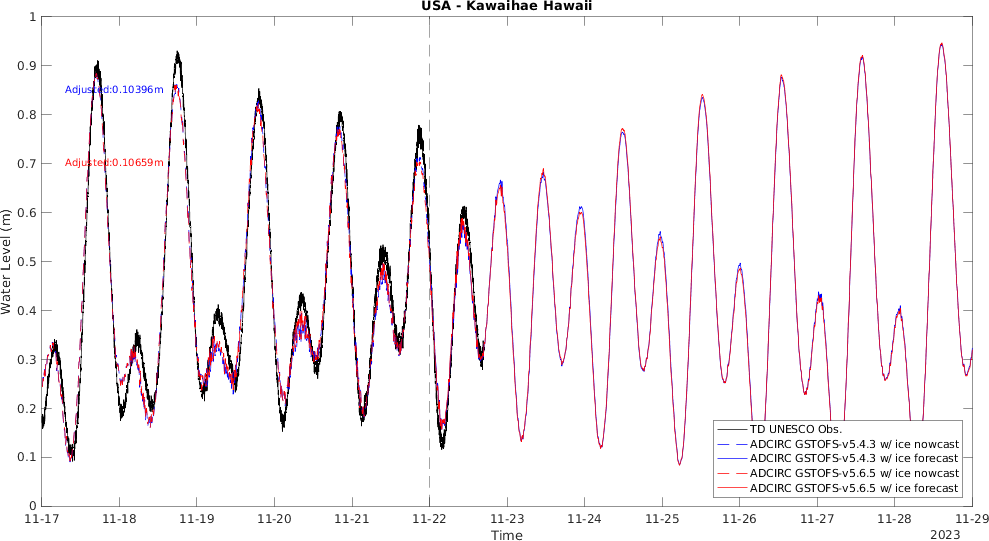 USA - Kawaihae Hawaii
1
0.9
Adjusted:0.10396m
0.8
0.7
Adjusted:0.10659m
0.6
0.5
0.4
0.3
0.2
0.1
0
Water Level (m)
TD UNESCO Obs.
ADCIRC GSTOFS-v5.4.3 w/ ice nowcast
ADCIRC GSTOFS-v5.4.3 w/ ice forecast
ADCIRC GSTOFS-v5.6.5 w/ ice nowcast
ADCIRC GSTOFS-v5.6.5 w/ ice forecast
11-17 11-18 11-19 11-20 11-21 11-22 11-23 11-24 11-25 11-26 11-27 11-28 11-29
Time
2023